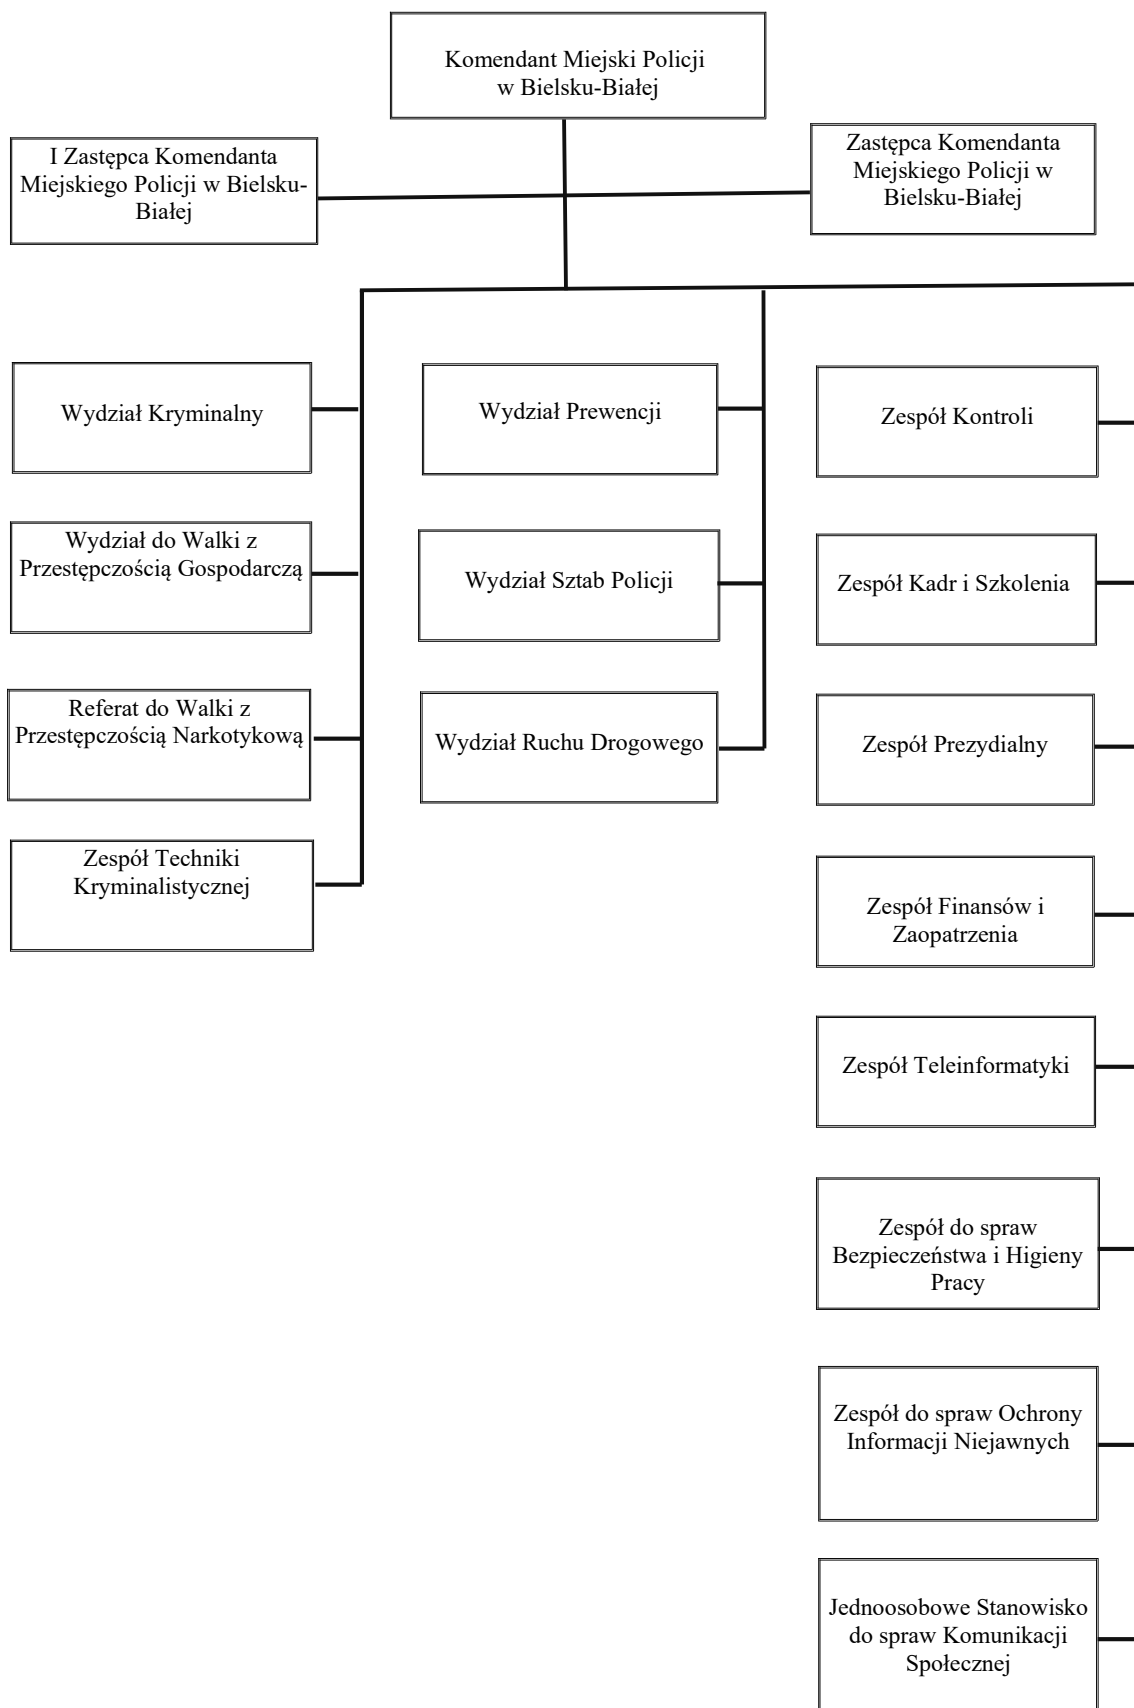 Komendant Miejski Policji
w Bielsku-Białej
I Zastępca Komendanta
Miejskiego Policji w Bielsku-
Białej
Zastępca Komendanta
Miejskiego Policji w
Bielsku-Białej
Wydział Kryminalny
Wydział do Walki z
Przestępczością Gospodarczą
Referat do Walki z
Przestępczością Narkotykową
Zespół Techniki
Kryminalistycznej
Wydział Prewencji
Wydział Sztab Policji
Wydział Ruchu Drogowego
Zespół Kontroli
Zespół Kadr i Szkolenia
Zespół Prezydialny
Zespół Finansów i
Zaopatrzenia
Zespół Teleinformatyki
Zespół do spraw
Bezpieczeństwa i Higieny
Pracy
Zespół do spraw Ochrony
Informacji Niejawnych
Jednoosobowe Stanowisko
do spraw Komunikacji
Społecznej